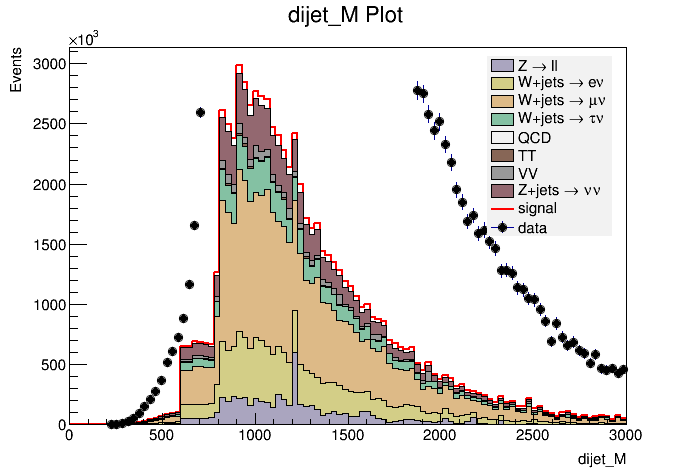 dijet_M Plot
×10³
Events
3000
2500
2000
1500
1000
500
0
0 500 1000 1500 2000 2500 3000
dijet_M
Z → ll
W+jets → eν
W+jets → μν
W+jets → τν
QCD
TT
VV
Z+jets → νν
signal
data